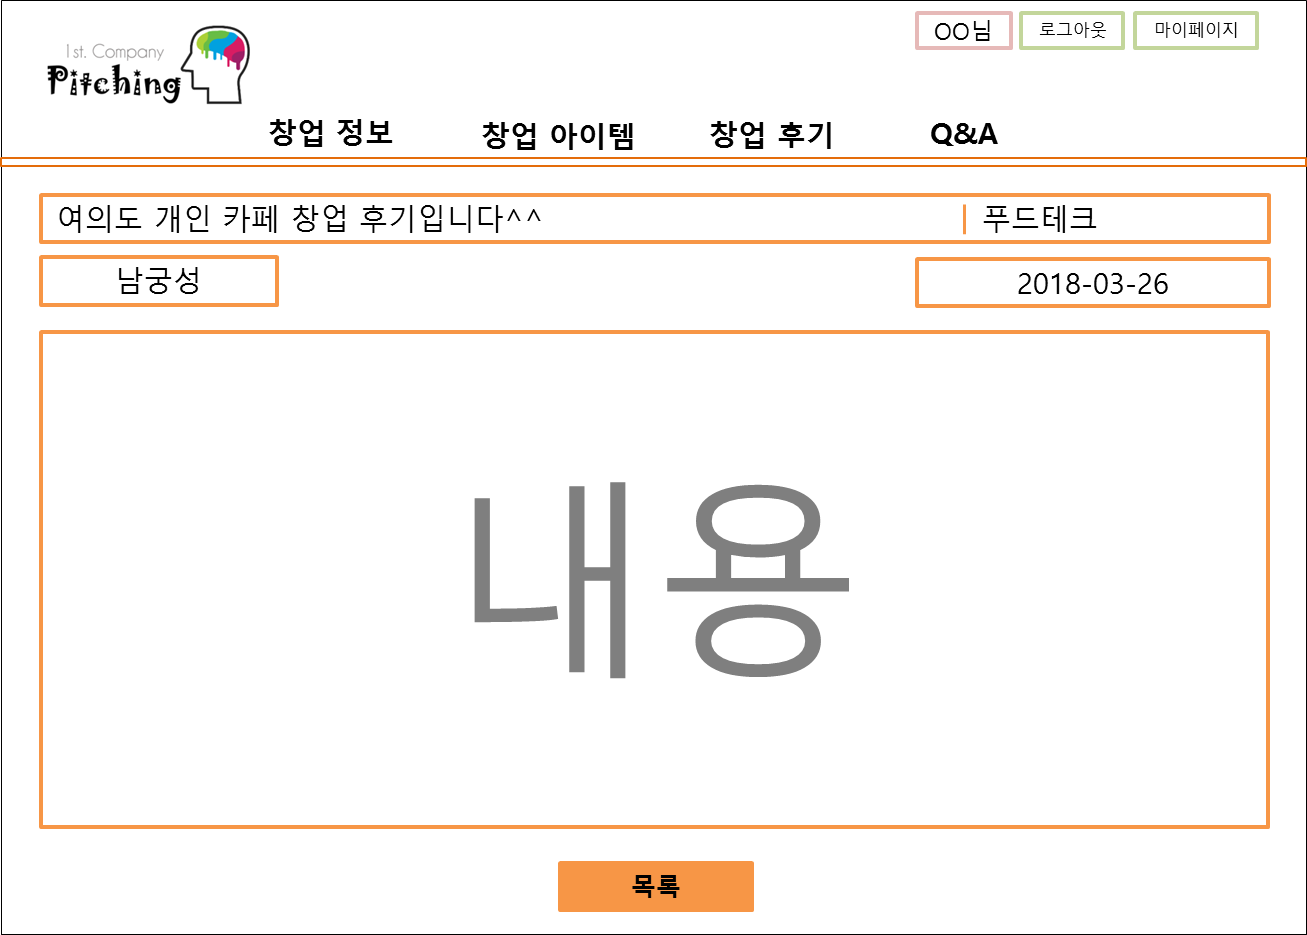 1st. Company
Pitching
OO님
로그아웃
마이페이지
창업 정보
창업 아이템
창업 후기
Q&A
여의도 개인 카페 창업 후기입니다^^
푸드테크
남궁성
2018-03-26
내용
목록